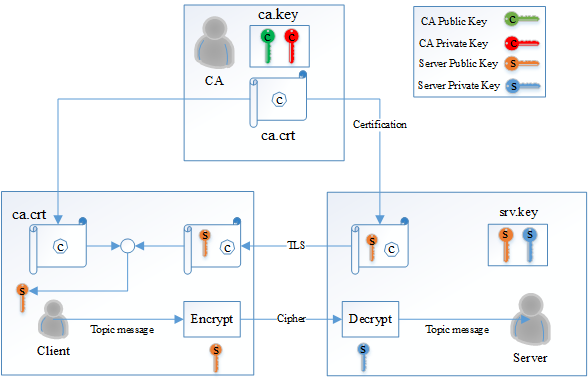 ca.key
C C
CA
C
ca.crt
CA Public Key C
CA Private Key C
Server Public Key S
Server Private Key S
Certification
ca.crt
C
S
C
TLS
S
C
srv.key
S S
S
Client
Topic message
Encrypt
S
Cipher
Decrypt
S
Topic message
Server